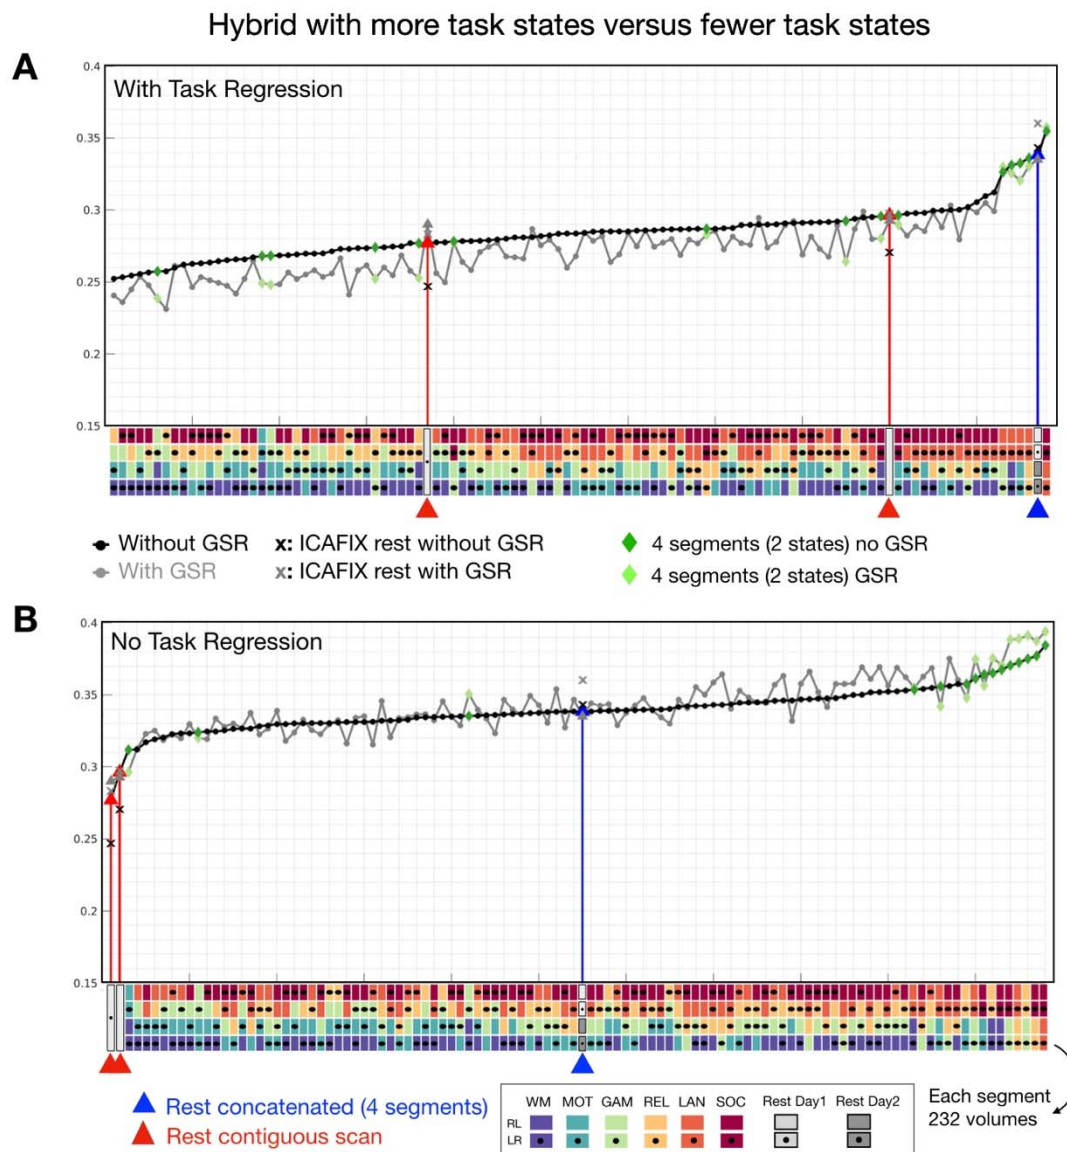 Hybrid with more task states versus fewer task states
A
With Task Regression
0.4
0.35
0.3
0.25
0.2
0.15
Without GSR
With GSR
x: ICAFIX rest without GSR
x: ICAFIX rest with GSR
4 segments (2 states) no GSR
4 segments (2 states) GSR
B
No Task Regression
0.4
0.35
0.3
0.25
0.2
0.15
Rest concatenated (4 segments)
Rest contiguous scan
WM MOT GAM REL LAN SOC Rest Day1 Rest Day2
RL
LR
Each segment
232 volumes